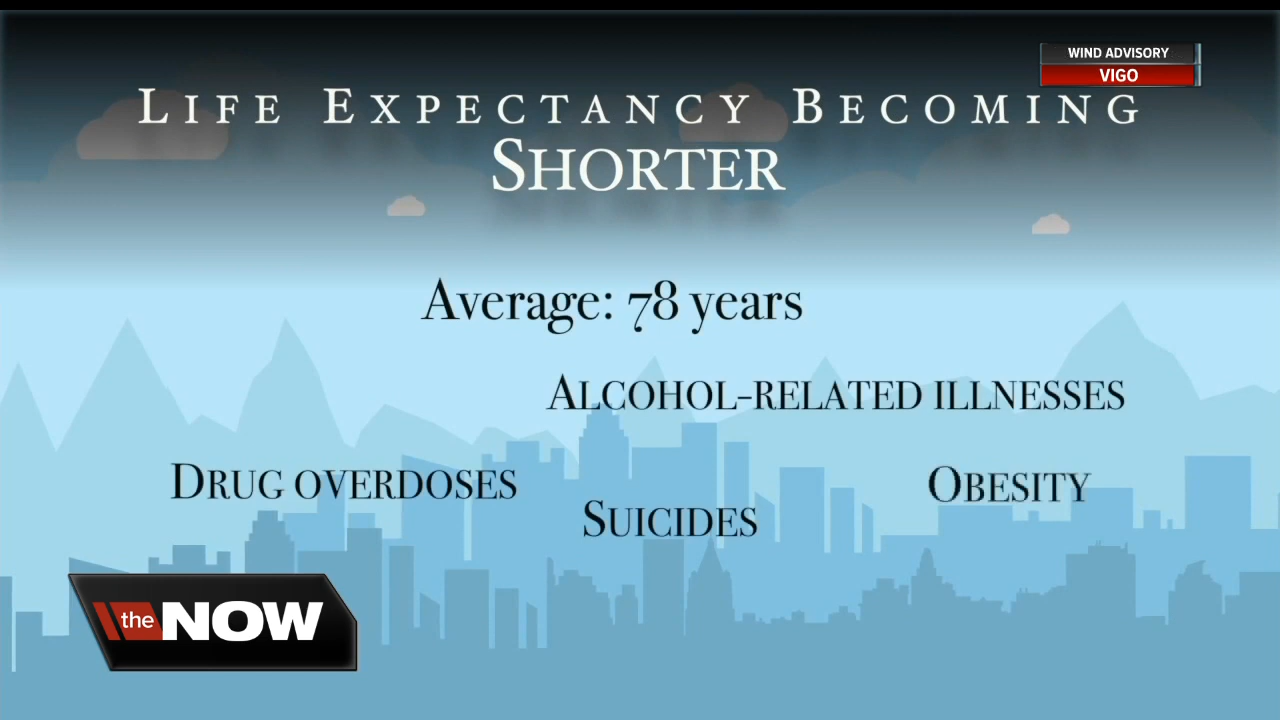 WIND ADVISORY
VIGO
LIFE EXPECTANCY BECOMING
SHORTER
Average: 78 years
ALCOHOL-RELATED ILLNESSES
DRUG OVERDOSES
OBESITY
SUICIDES
the NOW